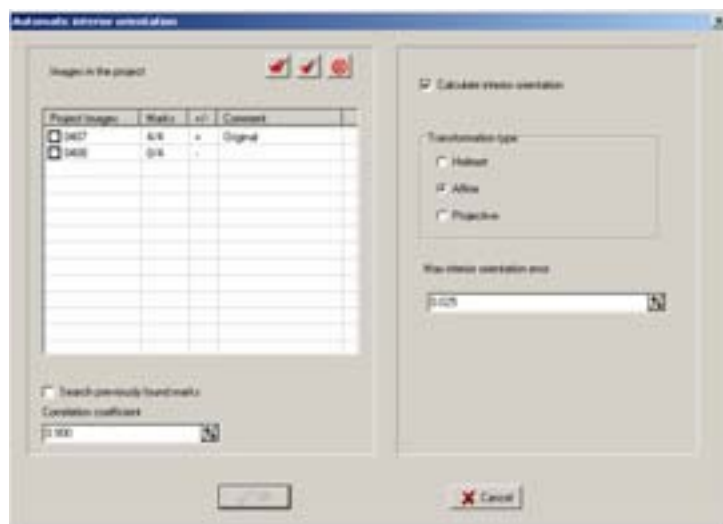 Automatic interior orientation
Images in the project
Project Images Marks +/- Comment
0407 4/4 + Original
0408 0/4 -
Search previously found marks
Correlation coefficient
0.900
Calculate interior orientation
Transformation type
Helmert
Affine
Projective
Max interior orientation error
0.025
Cancel